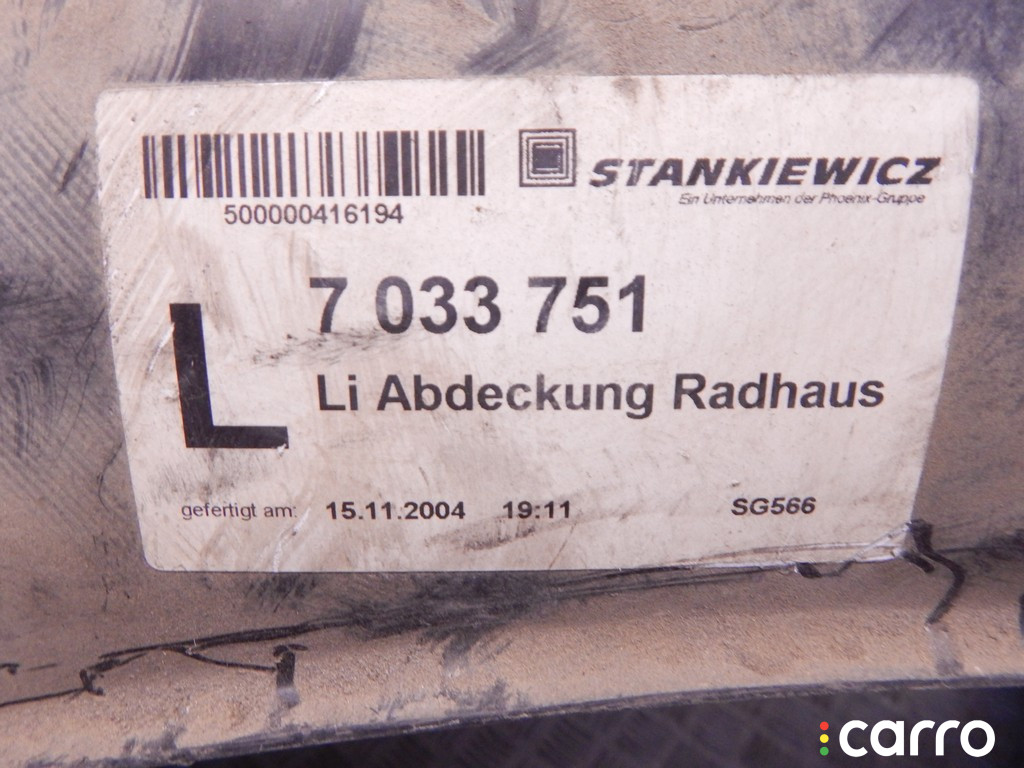 500000416194
STANKIEWICZ
Ein Unternehmen der Phoenix-Gruppe
7 033 751
L
Li Abdeckung Radhaus
gefertigt am: 15.11.2004 19:11 SG566
carro